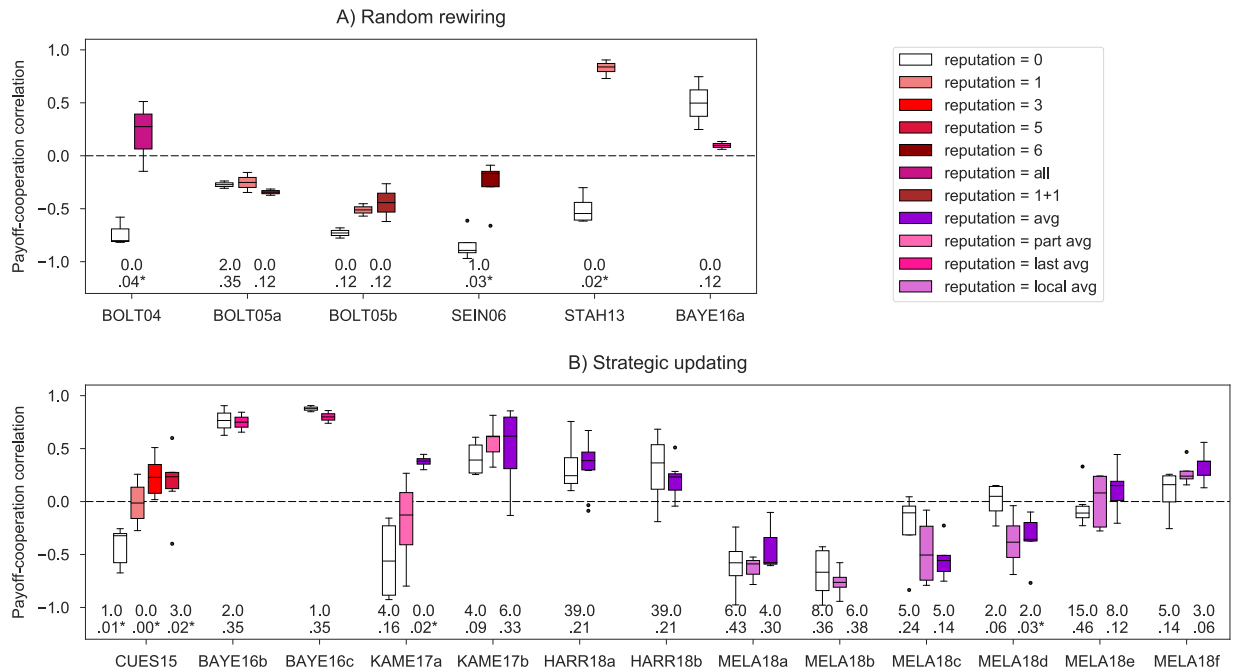 A) Random rewiring
Payoff-cooperation correlation
1.0
0.5
0.0
−0.5
−1.0
0.0 2.0 0.0 0.0 0.0 1.0 0.0 0.0
.04* .35 .12 .12 .12 .03* .02* .12
BOLT04 BOLT05a BOLT05b SEIN06 STAH13 BAYE16a
reputation = 0
reputation = 1
reputation = 3
reputation = 5
reputation = 6
reputation = all
reputation = 1+1
reputation = avg
reputation = part avg
reputation = last avg
reputation = local avg
B) Strategic updating
Payoff-cooperation correlation
1.0
0.5
0.0
−0.5
−1.0
1.0 0.0 3.0 2.0 1.0 4.0 0.0 4.0 6.0 39.0 39.0 6.0 4.0 8.0 6.0 5.0 5.0 2.0 2.0 15.0 8.0 5.0 3.0
.01* .00* .02* .35 .35 .16 .02* .09 .33 .21 .21 .43 .30 .36 .38 .24 .14 .06 .03* .46 .12 .14 .06
CUES15 BAYE16b BAYE16c KAME17a KAME17b HARR18a HARR18b MELA18a MELA18b MELA18c MELA18d MELA18e MELA18f